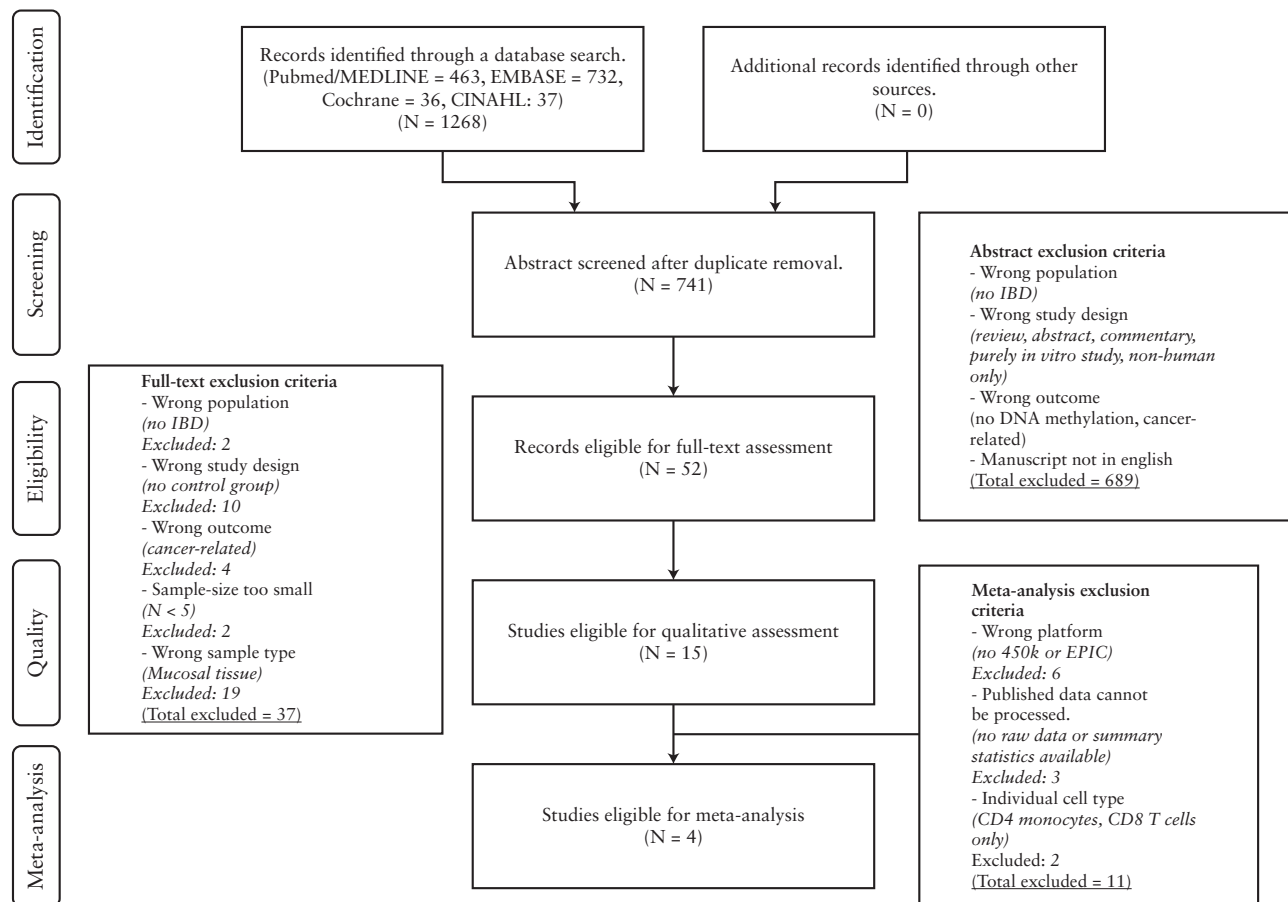 Identification
Records identified through a database search.
(Pubmed/MEDLINE = 463, EMBASE = 732,
Cochrane = 36, CINAHL: 37)
(N = 1268)
Additional records identified through other
sources.
(N = 0)
Screening
Abstract screened after duplicate removal.
(N = 741)
Abstract exclusion criteria
- Wrong population
(no IBD)
- Wrong study design
(review, abstract, commentary,
purely in vitro study, non-human
only)
- Wrong outcome
(no DNA methylation, cancer-
related)
- Manuscript not in english
(Total excluded = 689)
Eligibility
Full-text exclusion criteria
- Wrong population
(no IBD)
Excluded: 2
- Wrong study design
(no control group)
Excluded: 10
- Wrong outcome
(cancer-related)
Excluded: 4
- Sample-size too small
(N < 5)
Excluded: 2
- Wrong sample type
(Mucosal tissue)
Excluded: 19
(Total excluded = 37)
Records eligible for full-text assessment
(N = 52)
Quality
Studies eligible for qualitative assessment
(N = 15)
Meta-analysis exclusion
criteria
- Wrong platform
(no 450k or EPIC)
Excluded: 6
- Published data cannot
be processed.
(no raw data or summary
statistics available)
Excluded: 3
- Individual cell type
(CD4 monocytes, CD8 T cells
only)
Excluded: 2
(Total excluded = 11)
Meta-analysis
Studies eligible for meta-analysis
(N = 4)